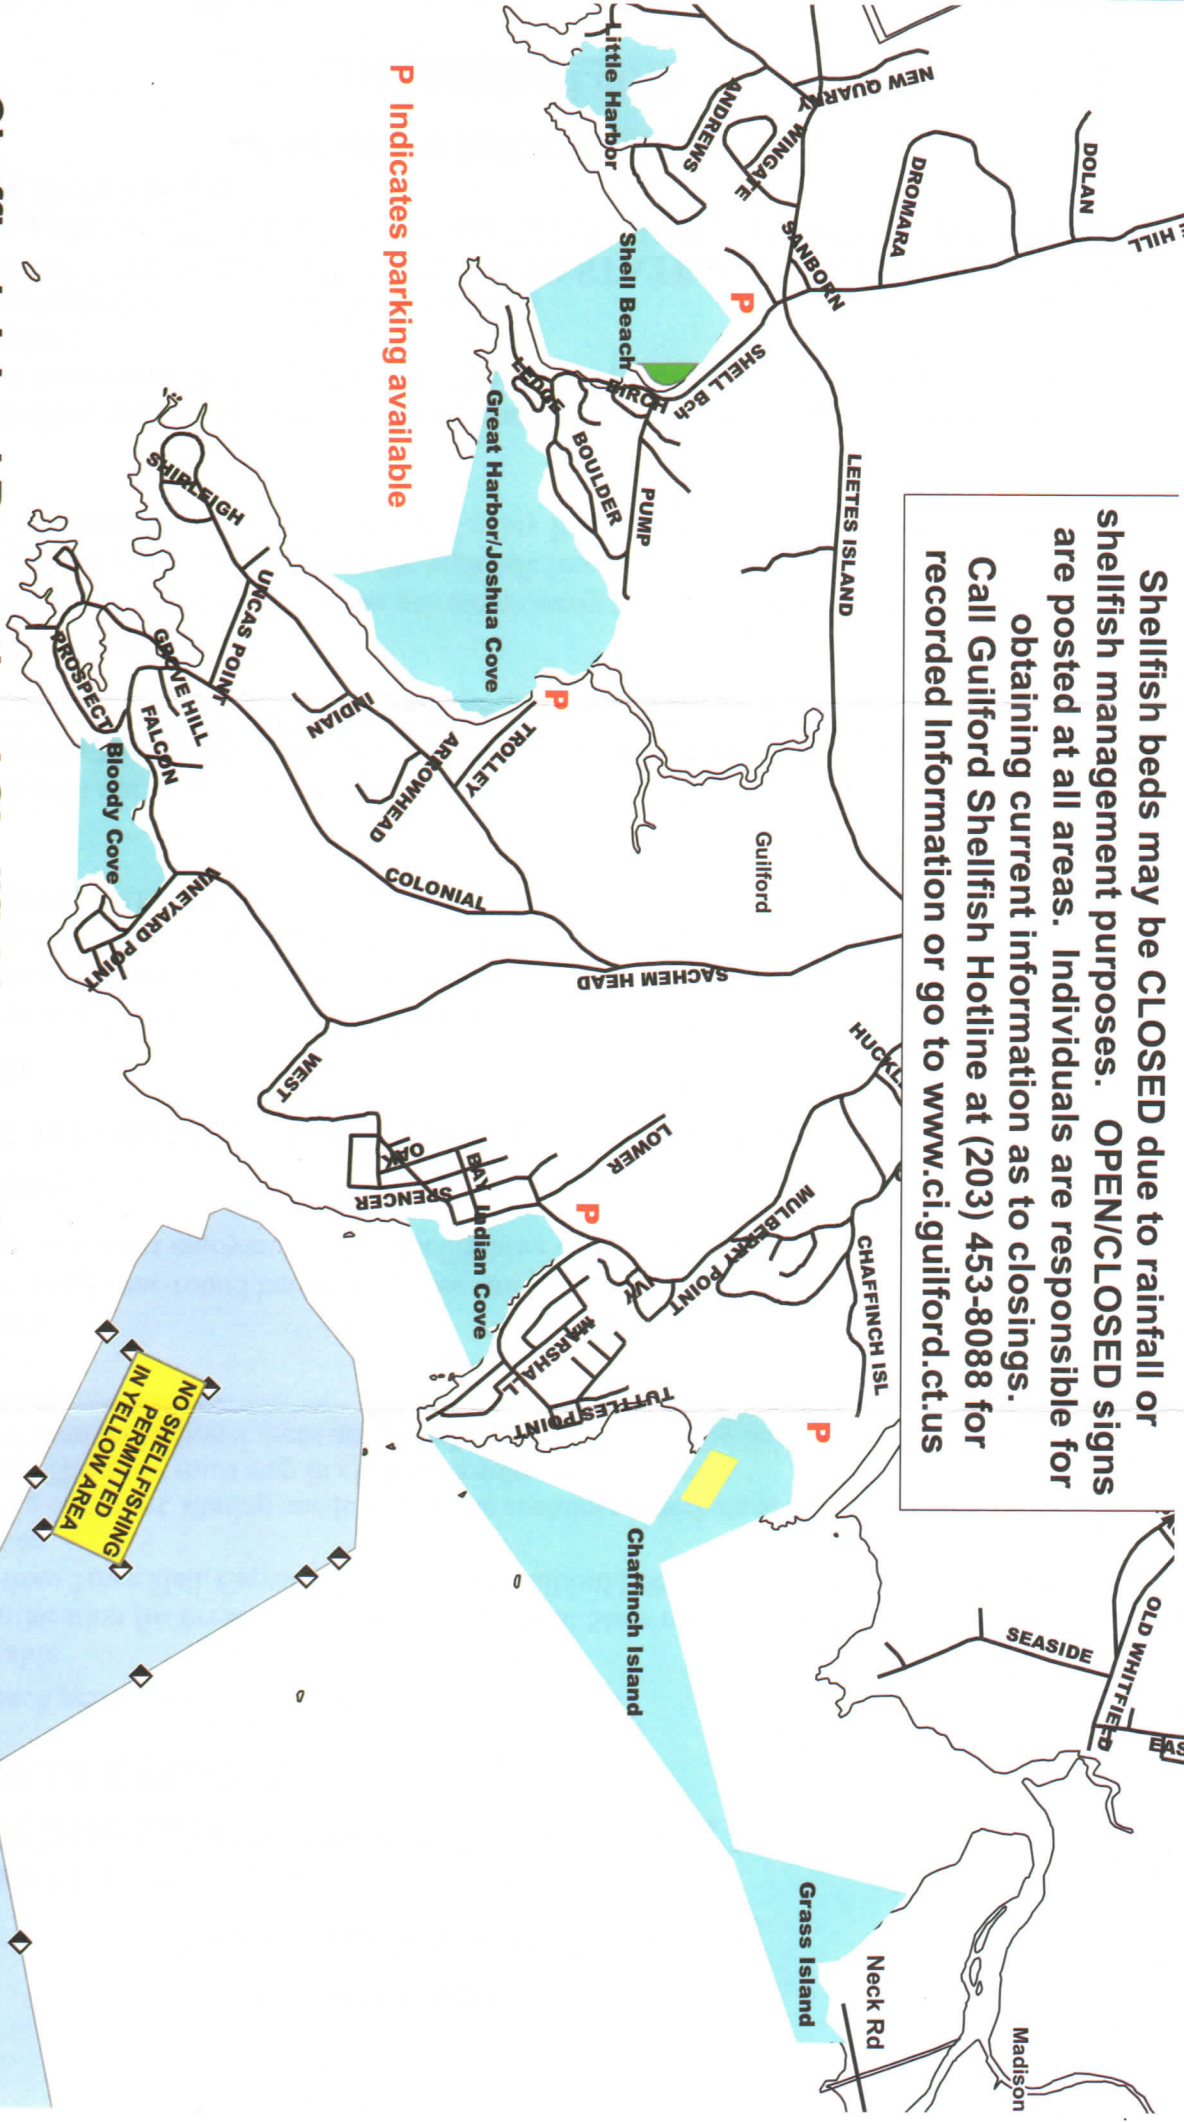 Shellfish beds may be CLOSED due to rainfall or
shellfish management purposes. OPEN/CLOSED signs
are posted at all areas. Individuals are responsible for
obtaining current information as to closings.
Call Guilford Shellfish Hotline at (203) 453-8088 for
recorded Information or go to www.ci.guilford.ct.us
HILL
DOLAN
DROMARA
NEW QUARRY
WINGATE
ANDREWS
SANBORN
Little Harbor
Shell Beach
P
SHELL Bch
BIRCH
LEDGE
BOULDER
PUMP
LEETES ISLAND
P Indicates parking available
Great Harbor/Joshua Cove
P
TROLLEY
ARROWHEAD
INDIAN
UNCAS POINT
SHIRLEIGH
GROVE HILL
FALCON
PROSPECT
Bloody Cove
VINEYARD POINT
COLONIAL
Guilford
SACHEM HEAD
WEST
OAK
BAY
SPENCER
LOWER
Indian Cove
P
IVY
MULBERRY POINT
CHAFFINCH ISL
MARSHALL
TUTTLES POINT
P
Chaffinch Island
SEASIDE
OLD WHITFIELD
Grass Island
Neck Rd
Madison
NO SHELLFISHING
PERMITTED
IN YELLOW AREA